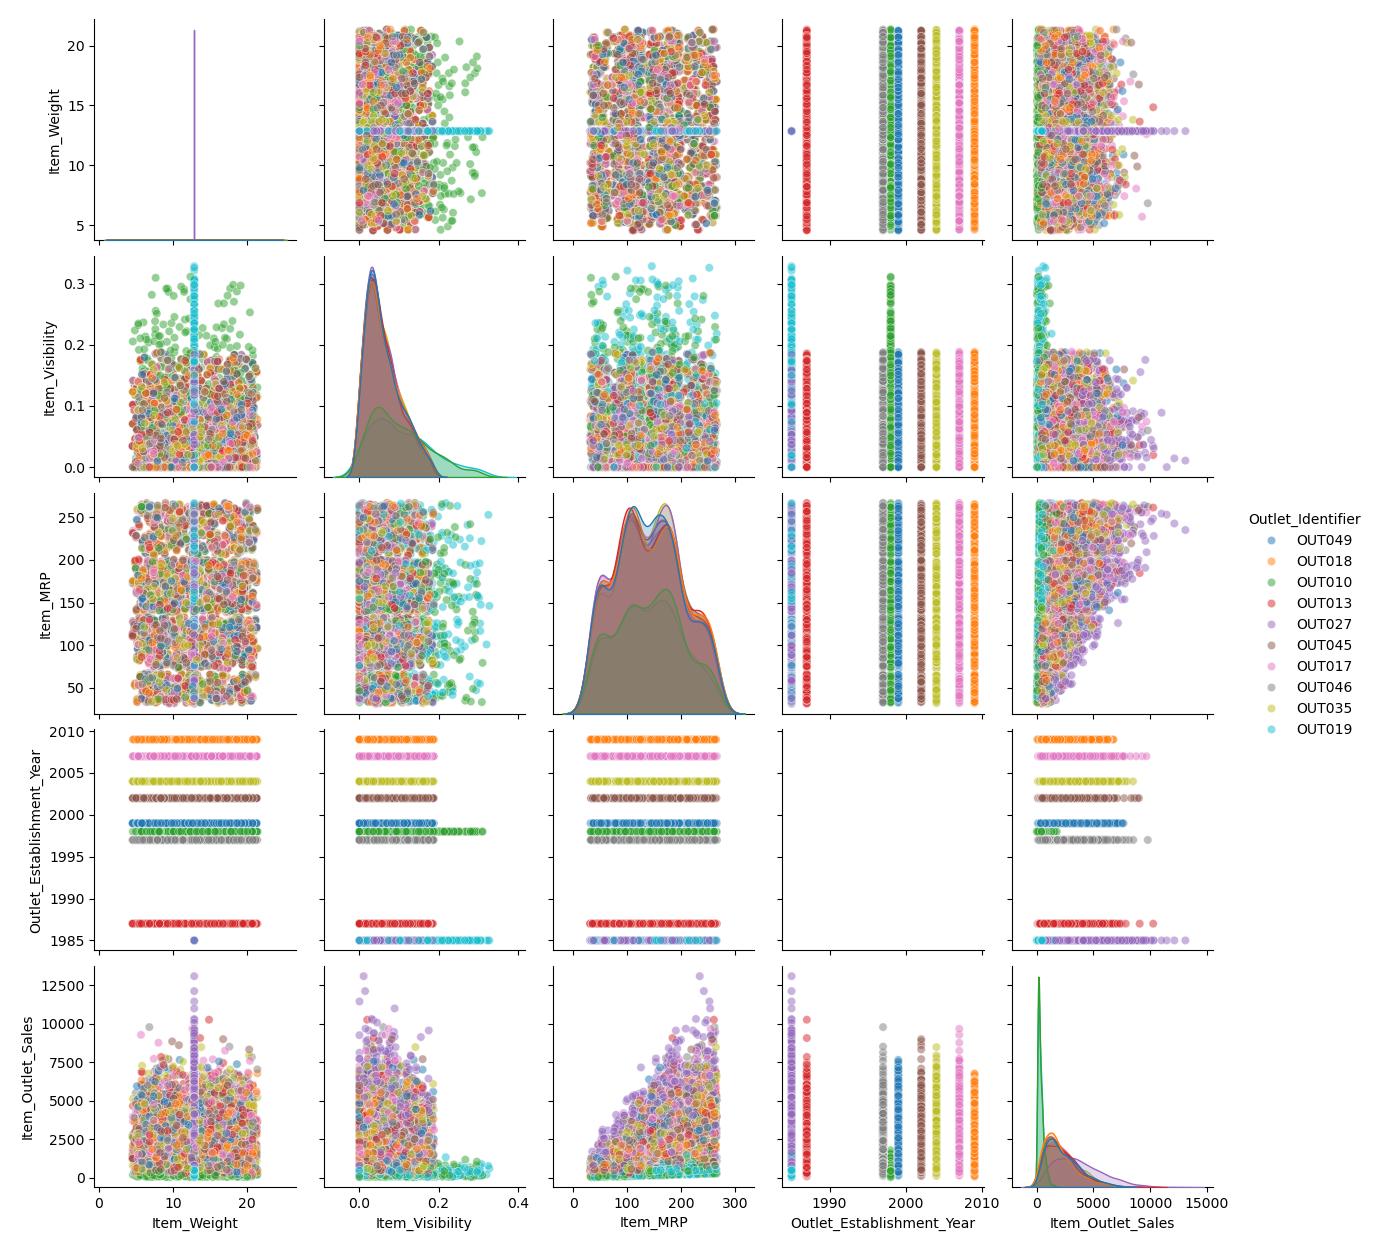 20
15
10
5
Item_Weight
0
10
20
0.3
0.2
0.1
0.0
Item_Visibility
250
200
150
100
50
Item_MRP
Outlet_Identifier
OUT049
OUT018
OUT010
OUT013
OUT027
OUT045
OUT017
OUT046
OUT035
OUT019
2010
2005
2000
1995
1990
1985
Outlet_Establishment_Year
12500
10000
7500
5000
2500
0
Item_Outlet_Sales
0 10 20
Item_Weight
0.0 0.2 0.4
Item_Visibility
0 100 200 300
Item_MRP
1990 2000 2010
Outlet_Establishment_Year
0 5000 10000 15000
Item_Outlet_Sales